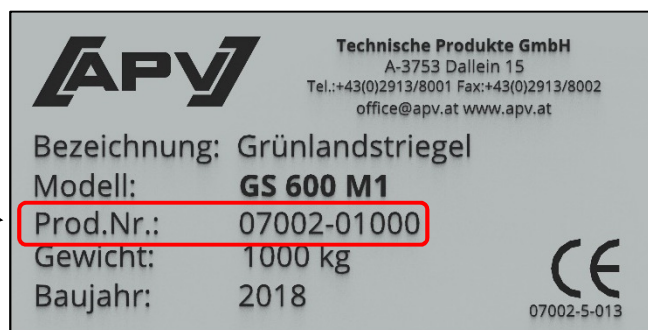 APV
Technische Produkte GmbH
A-3753 Dallein 15
Tel.:+43(0)2913/8001 Fax:+43(0)2913/8002
office@apv.at www.apv.at
Bezeichnung: Grünlandstriegel
Modell: GS 600 M1
Prod.Nr.: 07002-01000
Gewicht: 1000 kg
Baujahr: 2018
CE
07002-5-013